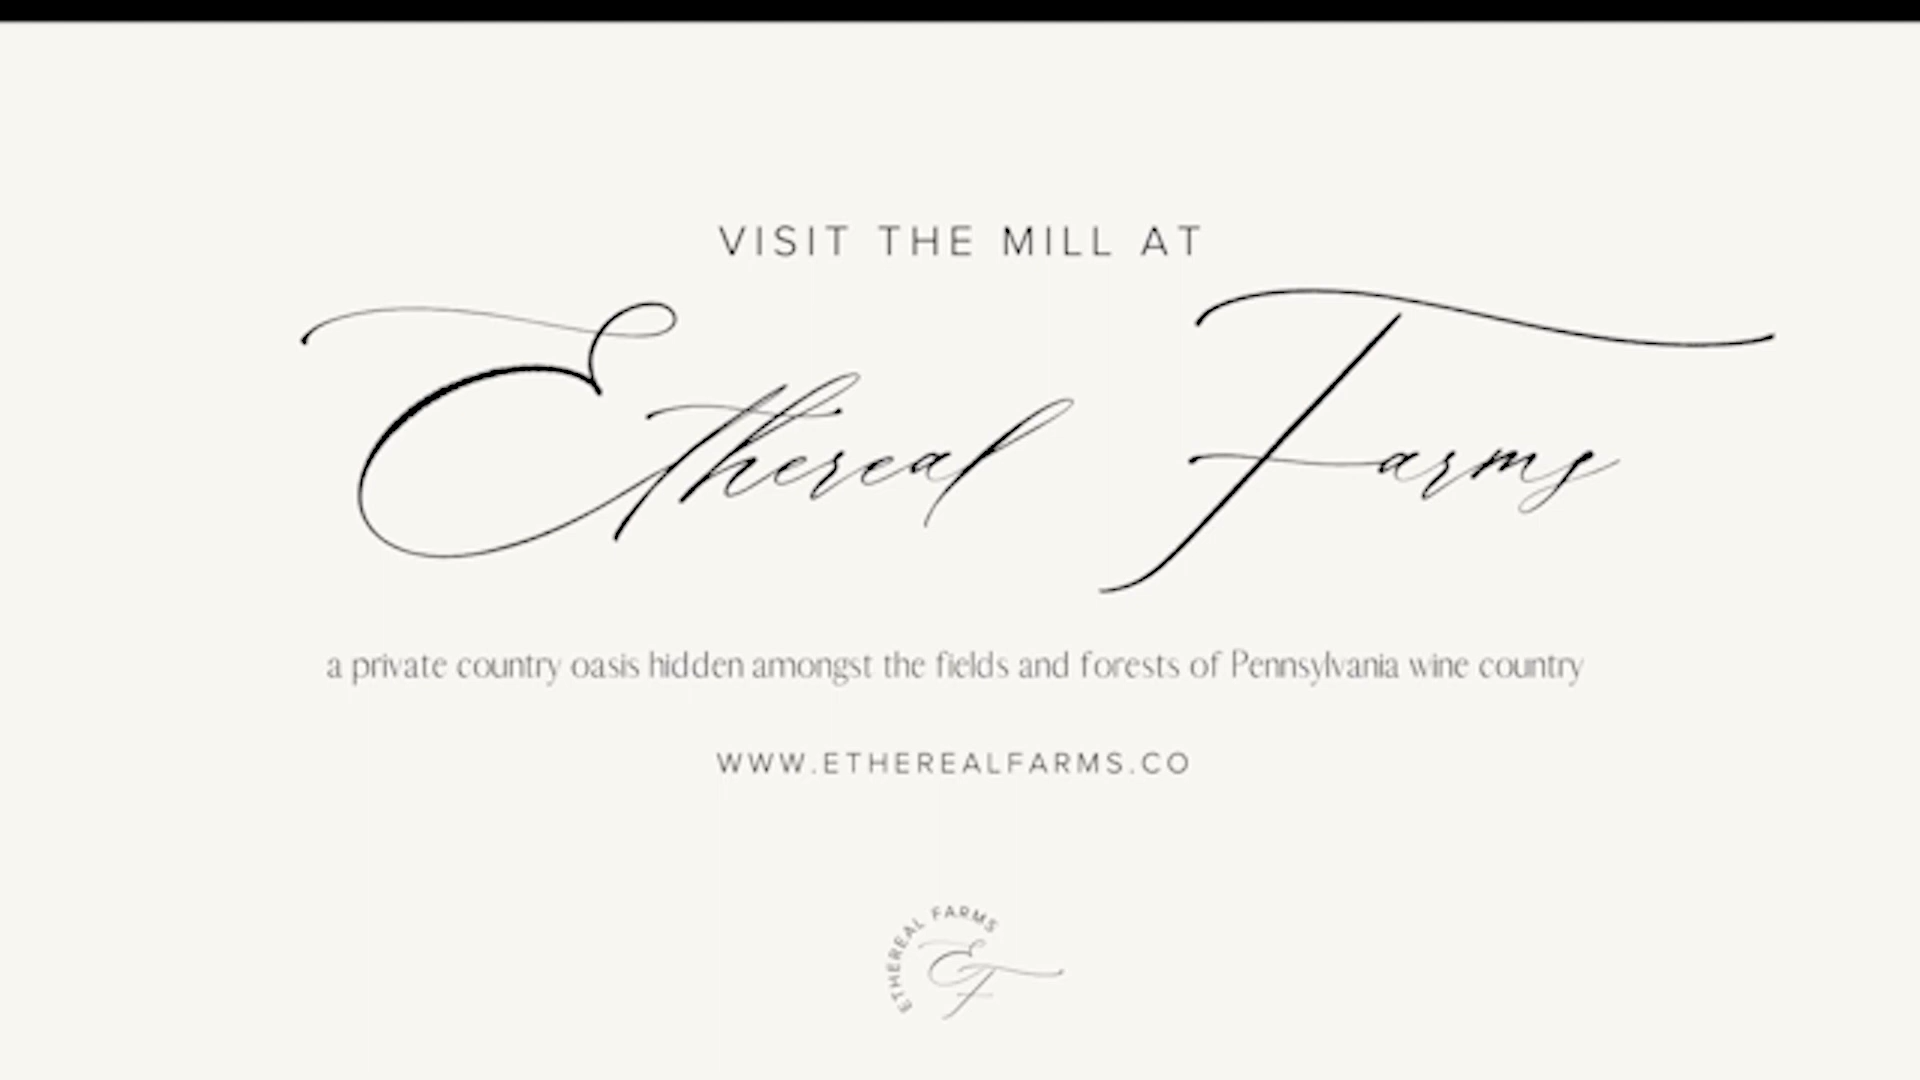 VISIT THE MILL AT
Ethereal Farms
a private country oasis hidden amongst the fields and forests of Pennsylvania wine country
WWW.ETHEREALFARMS.CO
ETHEREAL FARMS
EF